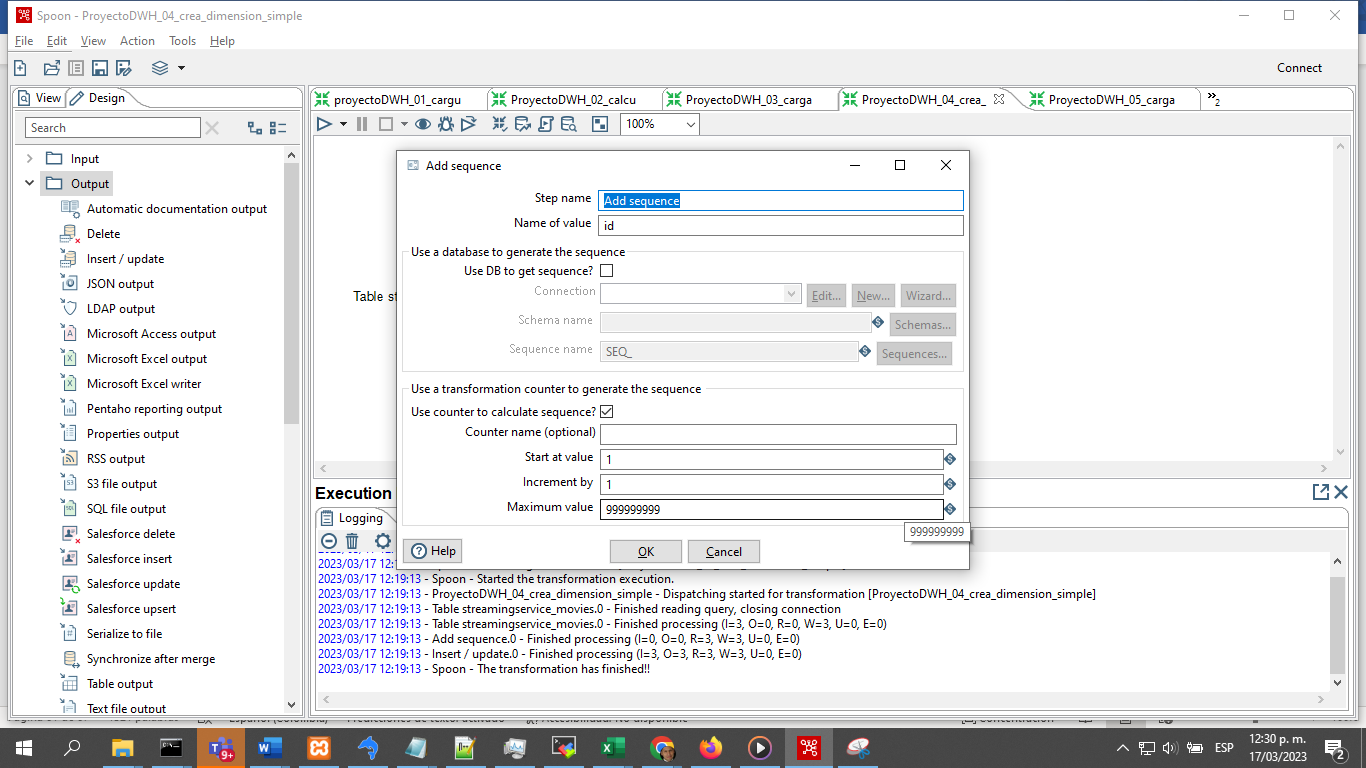 Spoon - ProyectoDWH_04_crea_dimension_simple
File Edit View Action Tools Help
Connect
View Design
proyectoDWH_01_cargu ProyectoDWH_02_calcu ProyectoDWH_03_carga ProyectoDWH_04_crea_ ProyectoDWH_05_carga »2
Search
100%
Input
Output
Automatic documentation output
Delete
Insert / update
JSON output
LDAP output
Microsoft Access output
Microsoft Excel output
Microsoft Excel writer
Pentaho reporting output
Properties output
RSS output
S3 file output
SQL file output
Salesforce delete
Salesforce insert
Salesforce update
Salesforce upsert
Serialize to file
Synchronize after merge
Table output
Text file output
Table st
Add sequence
Step name Add sequence
Name of value id
Use a database to generate the sequence
Use DB to get sequence?
Connection Edit... New... Wizard...
Schema name Schemas...
Sequence name SEQ_ Sequences...
Use a transformation counter to generate the sequence
Use counter to calculate sequence?
Counter name (optional)
Start at value 1
Increment by 1
Maximum value 999999999
999999999
Help OK Cancel
Execution
Logging
2023/03/17 12:19:13 - Spoon - Started the transformation execution.
2023/03/17 12:19:13 - ProyectoDWH_04_crea_dimension_simple - Dispatching started for transformation [ProyectoDWH_04_crea_dimension_simple]
2023/03/17 12:19:13 - Table streamingservice_movies.0 - Finished reading query, closing connection
2023/03/17 12:19:13 - Table streamingservice_movies.0 - Finished processing (I=3, O=0, R=0, W=3, U=0, E=0)
2023/03/17 12:19:13 - Add sequence.0 - Finished processing (I=0, O=0, R=3, W=3, U=0, E=0)
2023/03/17 12:19:13 - Insert / update.0 - Finished processing (I=3, O=3, R=3, W=3, U=0, E=0)
2023/03/17 12:19:13 - Spoon - The transformation has finished!!
9+
ESP
12:30 p. m.
17/03/2023
2